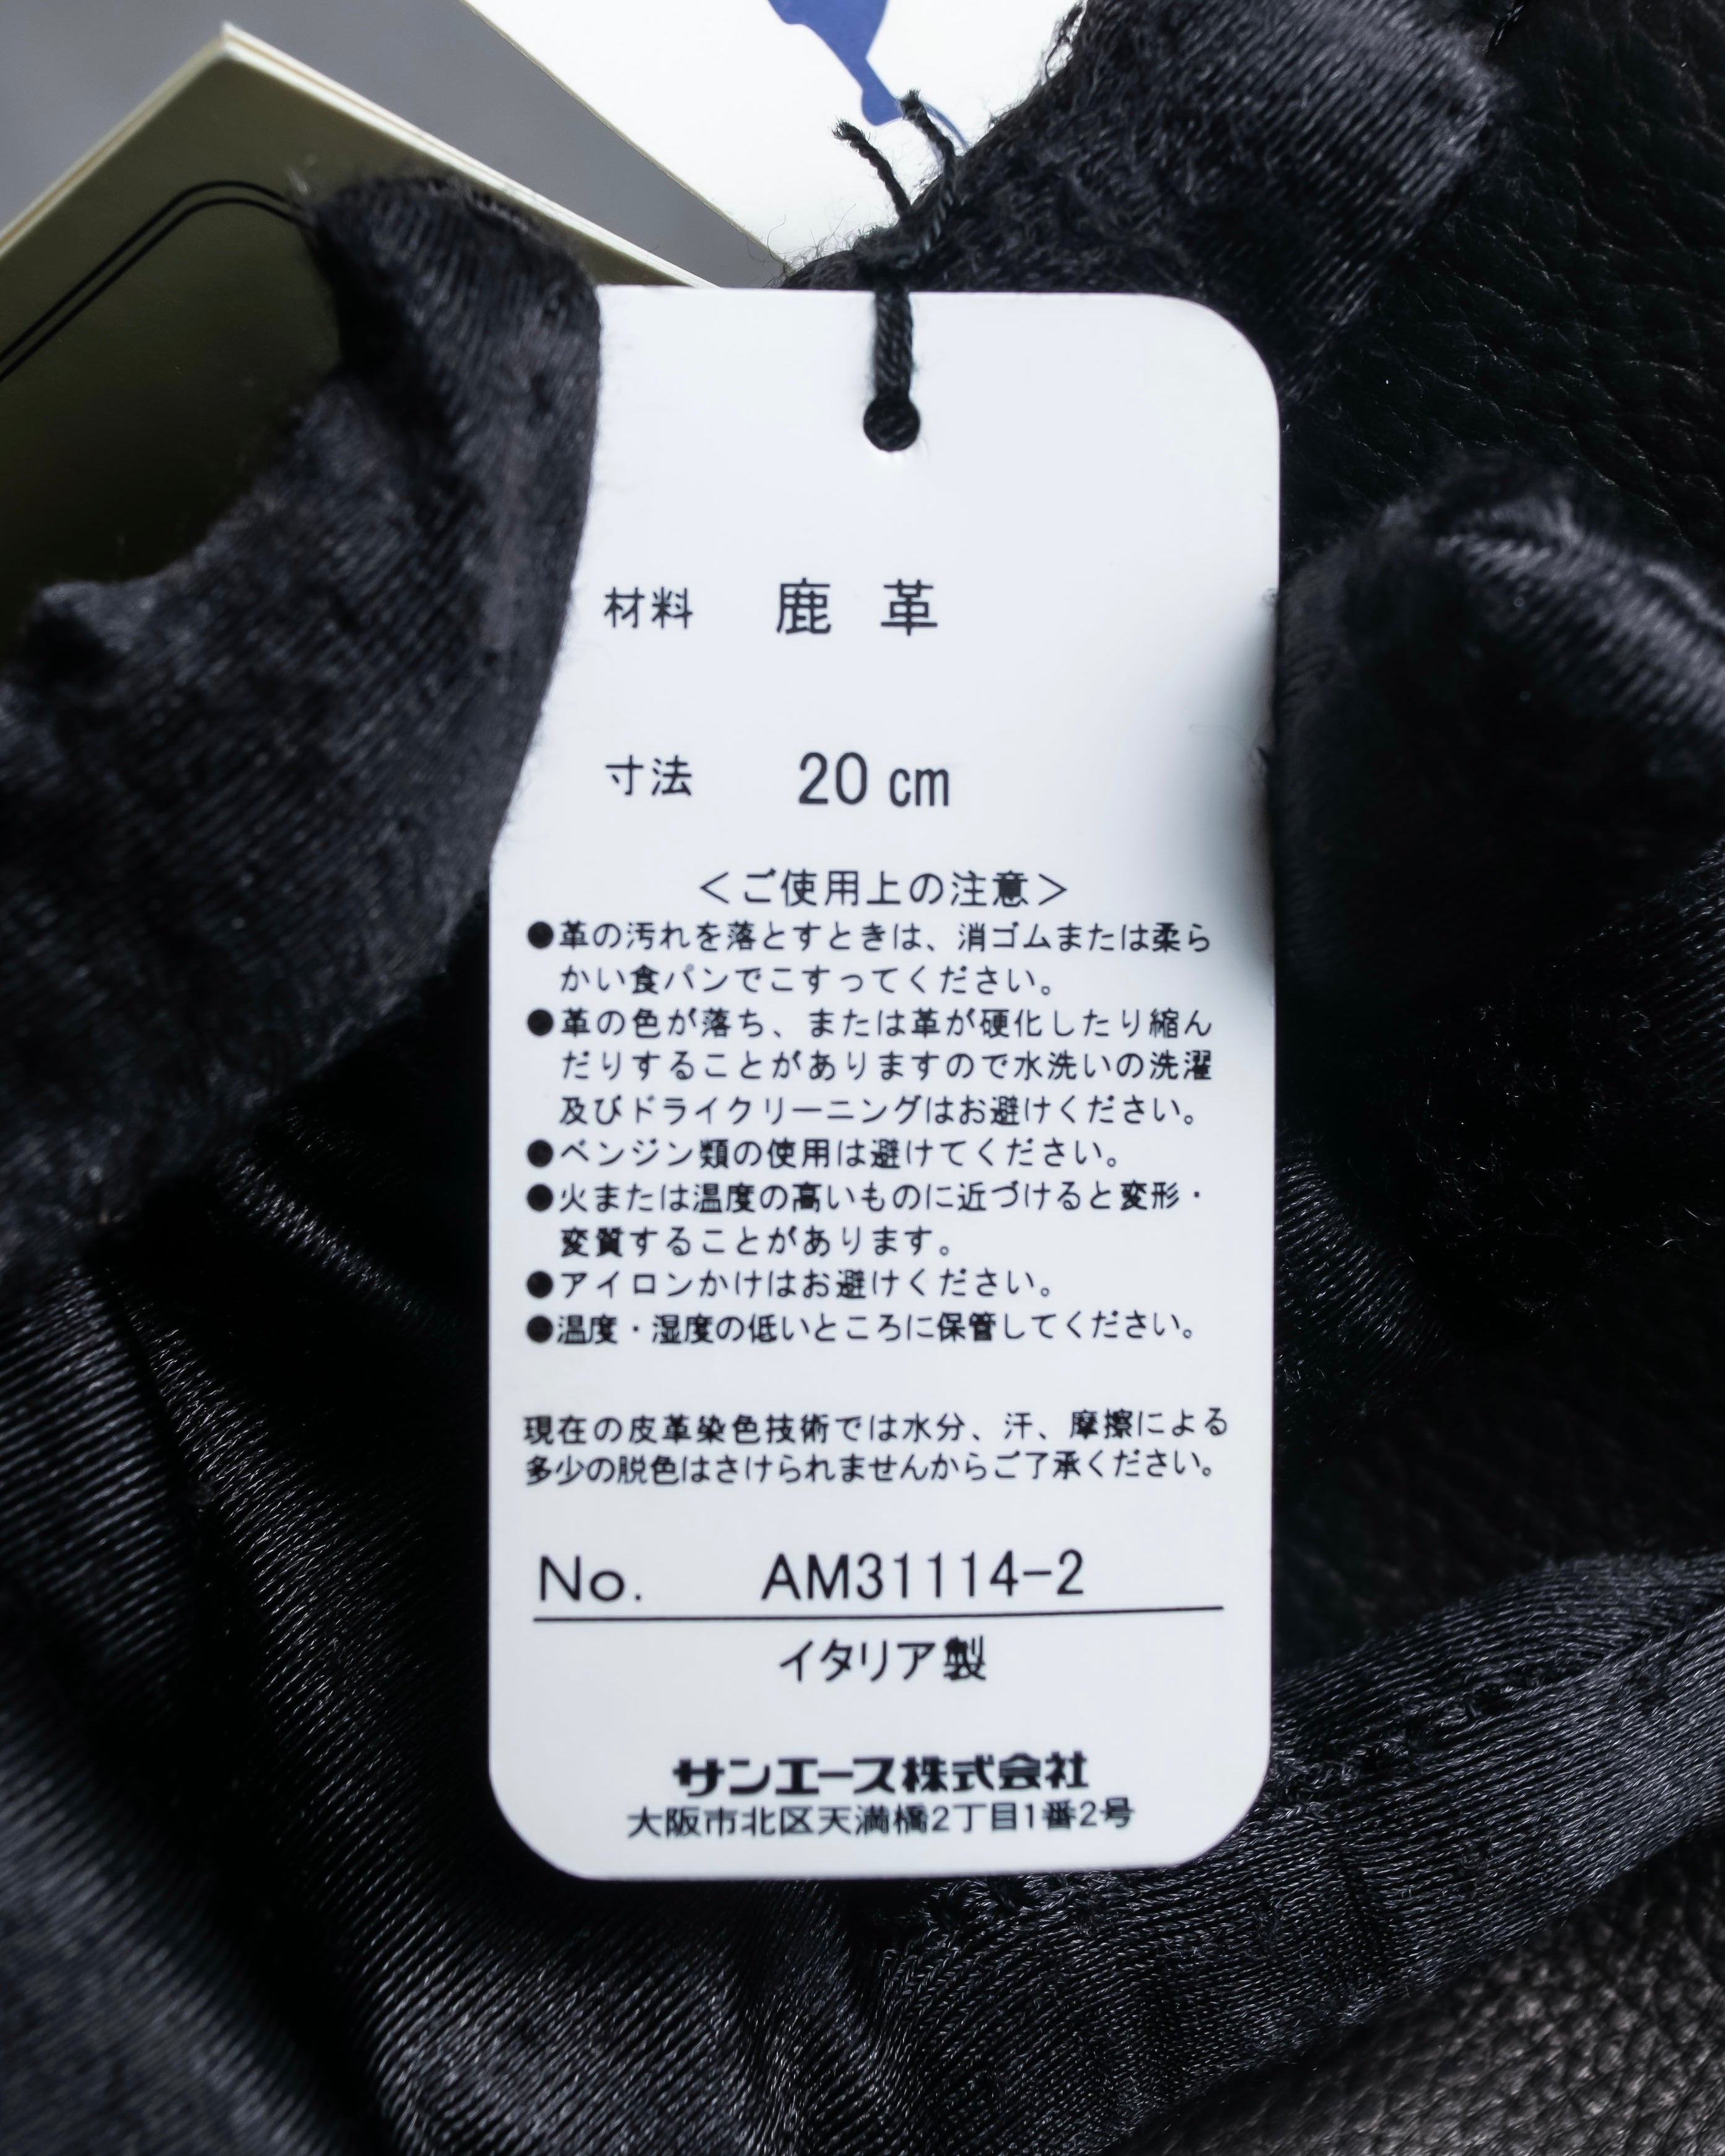 材料 鹿 革
寸法 20 cm
＜ご使用上の注意＞
●革の汚れを落とすときは、消ゴムまたは柔ら
かい食パンでこすってください。
●革の色が落ち、または革が硬化したり縮ん
だりすることがありますので水洗いの洗濯
及びドライクリーニングはお避けください。
●ベンジン類の使用は避けてください。
●火または温度の高いものに近づけると変形・
変質することがあります。
●アイロンかけはお避けください。
●温度・湿度の低いところに保管してください。
現在の皮革染色技術では水分、汗、摩擦による
多少の脱色はさけられませんからご了承ください。
No. AM31114-2
イタリア製
サンエース株式会社
大阪市北区天満橋2丁目1番2号